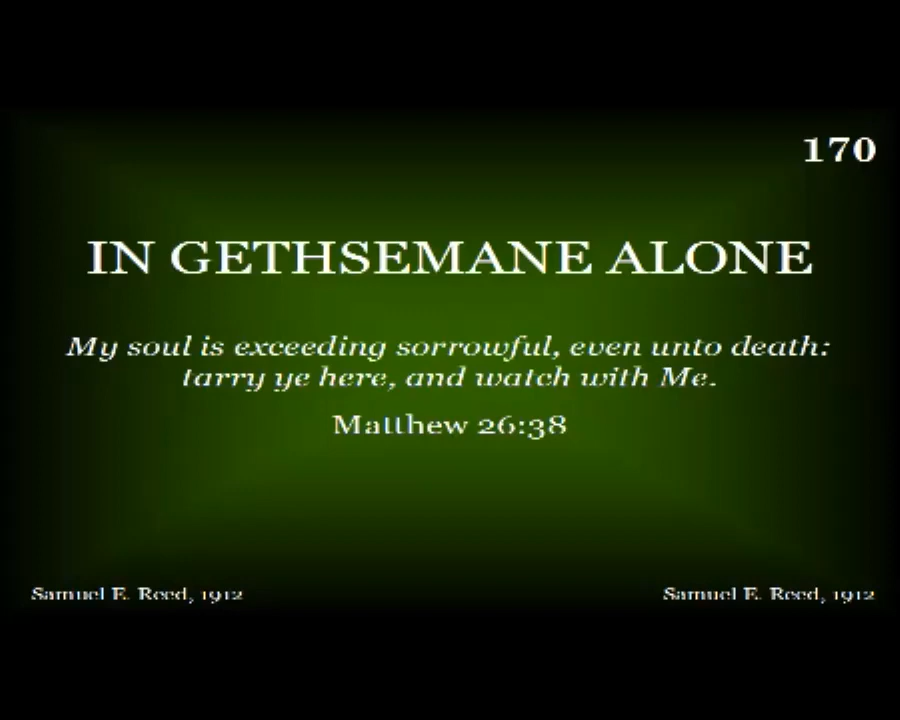 170
IN GETHSEMANE ALONE
My soul is exceeding sorrowful, even unto death:
tarry ye here, and watch with Me.
Matthew 26:38
Samuel E. Reed, 1912
Samuel E. Reed, 1912